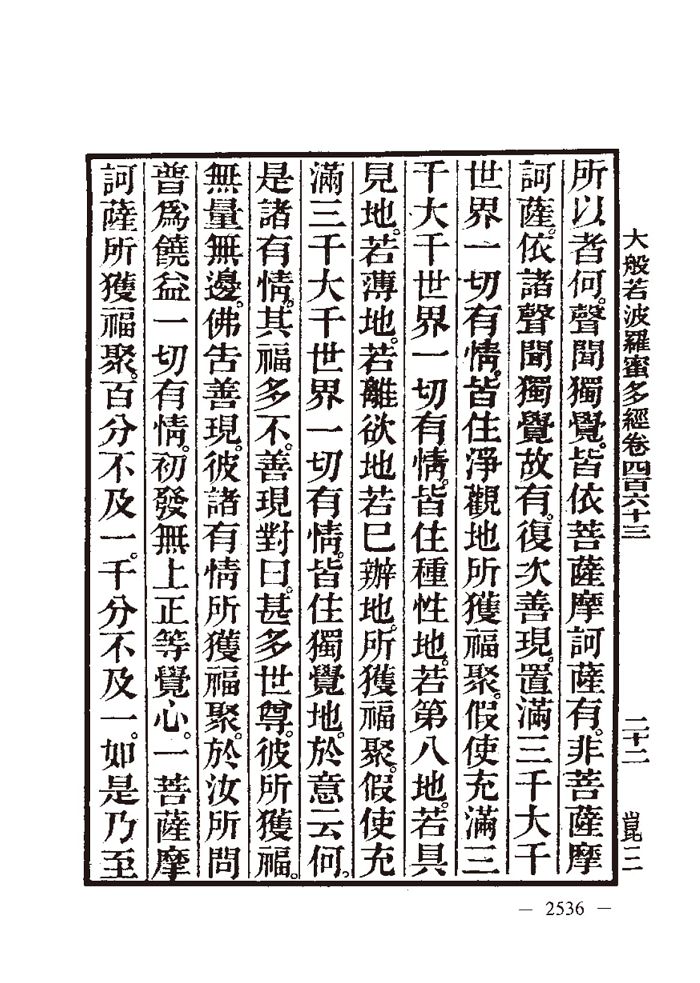 大般若波羅蜜多經卷四百六十三 二十二 崑三
所以者何。聲聞獨覺。皆依菩薩摩訶薩有。非菩薩摩
訶薩。依諸聲聞獨覺故有。復次善現。置滿三千大千
世界一切有情。皆住淨觀地所獲福聚。假使充滿三
千大千世界一切有情。皆住種性地。若第八地。若具
見地。若薄地。若離欲地若巳辦地。所獲福聚。假使充
滿三千大千世界一切有情。皆住獨覺地。於意云何。
是諸有情。其福多不。善現對曰。甚多世尊。彼所獲福。
無量無邊。佛告善現。彼諸有情所獲福聚。於汝所問
普爲饒益一切有情。初發無上正等覺心。一菩薩摩
訶薩所獲福聚。百分不及一。千分不及一。如是乃至
— 2536 —